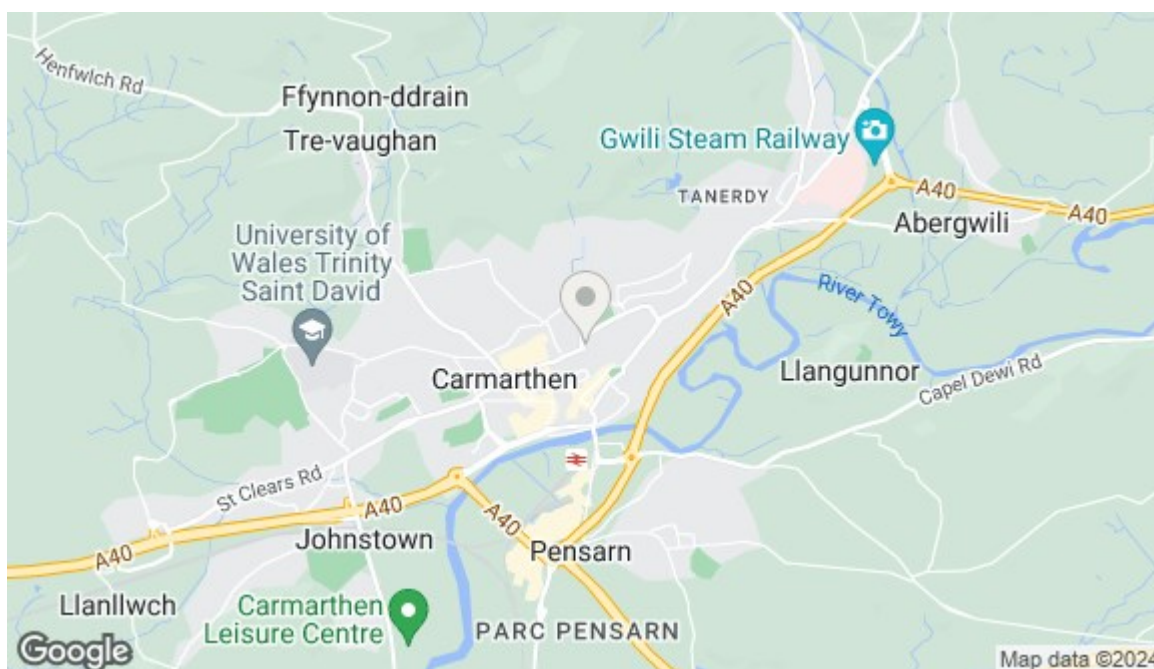 Henfwlch Rd
Ffynnon-ddrain
Tre-vaughan
Gwili Steam Railway
TANERDY
A40
A40
Abergwili
University of
Wales Trinity
Saint David
River Towy
A40
Llangunnor
Capel Dewi Rd
Carmarthen
St Clears Rd
A40
A40
A40
Johnstown
Pensarn
Llanllwch
Carmarthen
Leisure Centre
PARC PENSARN
Google
Map data ©2024